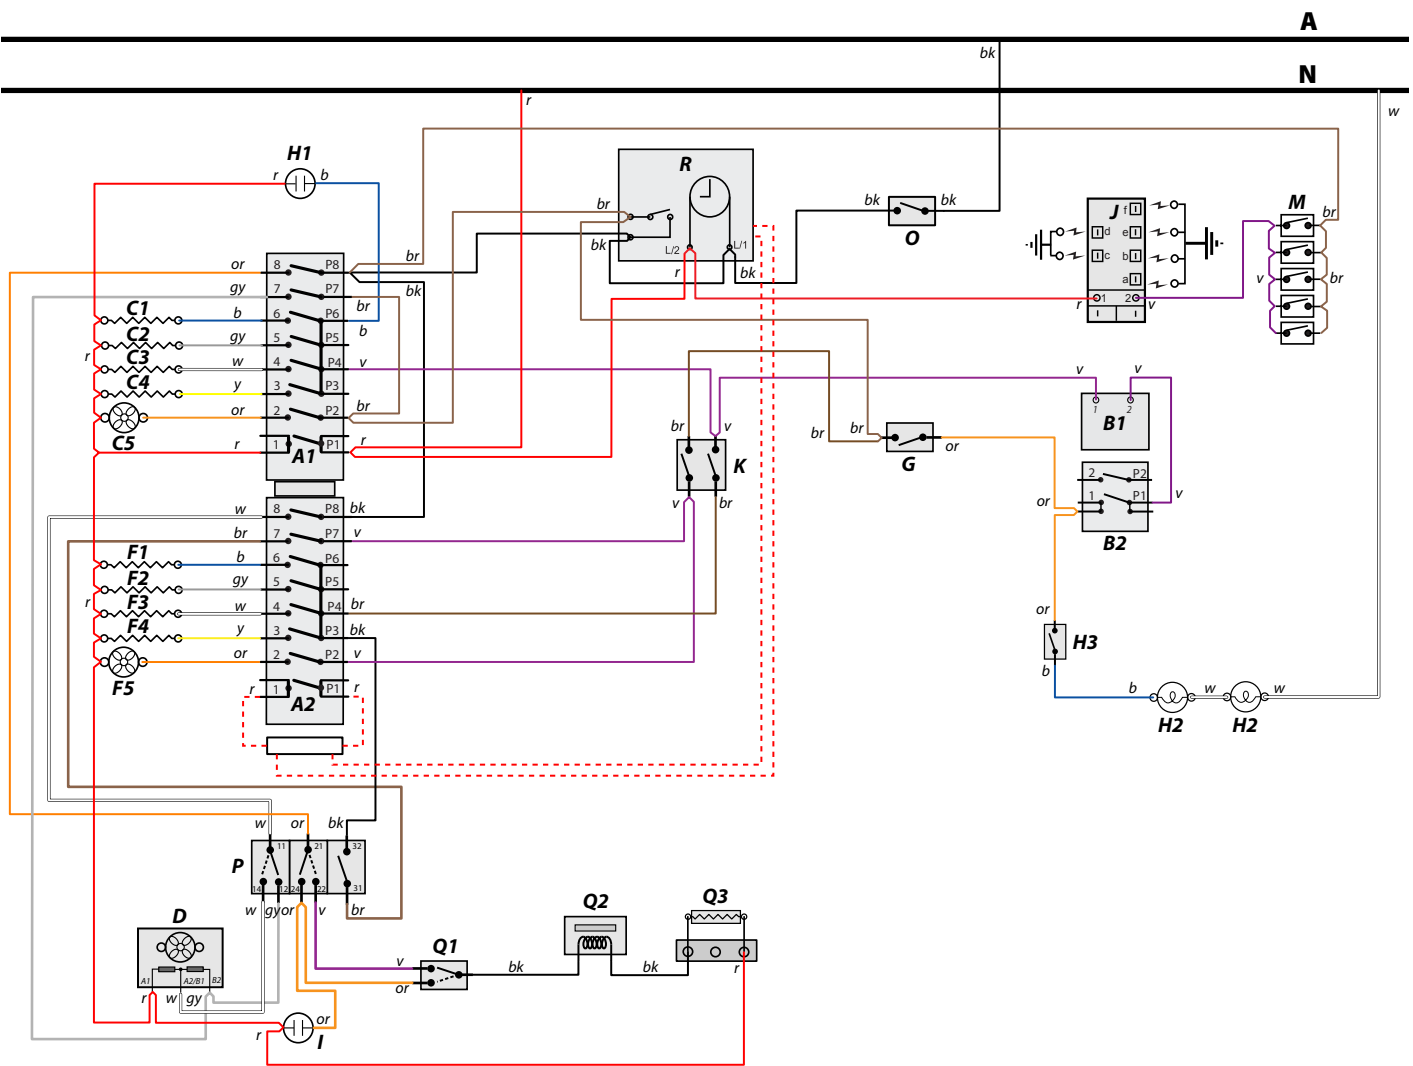 A
bk
N
r
w
H1
r b
R
br
bk
L/2 L/1
r
bk
bk bk
O
J
f
d e
c b
a
r 1 2 v
M
br
v br
or 8 P8 br
bk
gy 7 P7 br
C1 b 6 P6 b
C2 gy 5 P5
r
C3 w 4 P4 v
C4 y 3 P3
or 2 P2 br
C5
r 1 P1 r
A1
v v
1 2
B1
br v
br br
G or
K
v br
2 P2
1 P1 v
or
B2
w 8 P8 bk
br 7 P7 v
F1 b 6 P6
F2 gy 5 P5
r
F3 w 4 P4 br
F4 y 3 P3 bk
or 2 P2 v
F5
r 1 P1 r
A2
or
H3
b
b w w
H2 H2
w or bk
11 21 32
P
14 12 24 22 31
w gy or v br
D
A1 A2/B1 B2
r w gy
Q1
v
or
bk
Q2
bk
Q3
r
or
r I